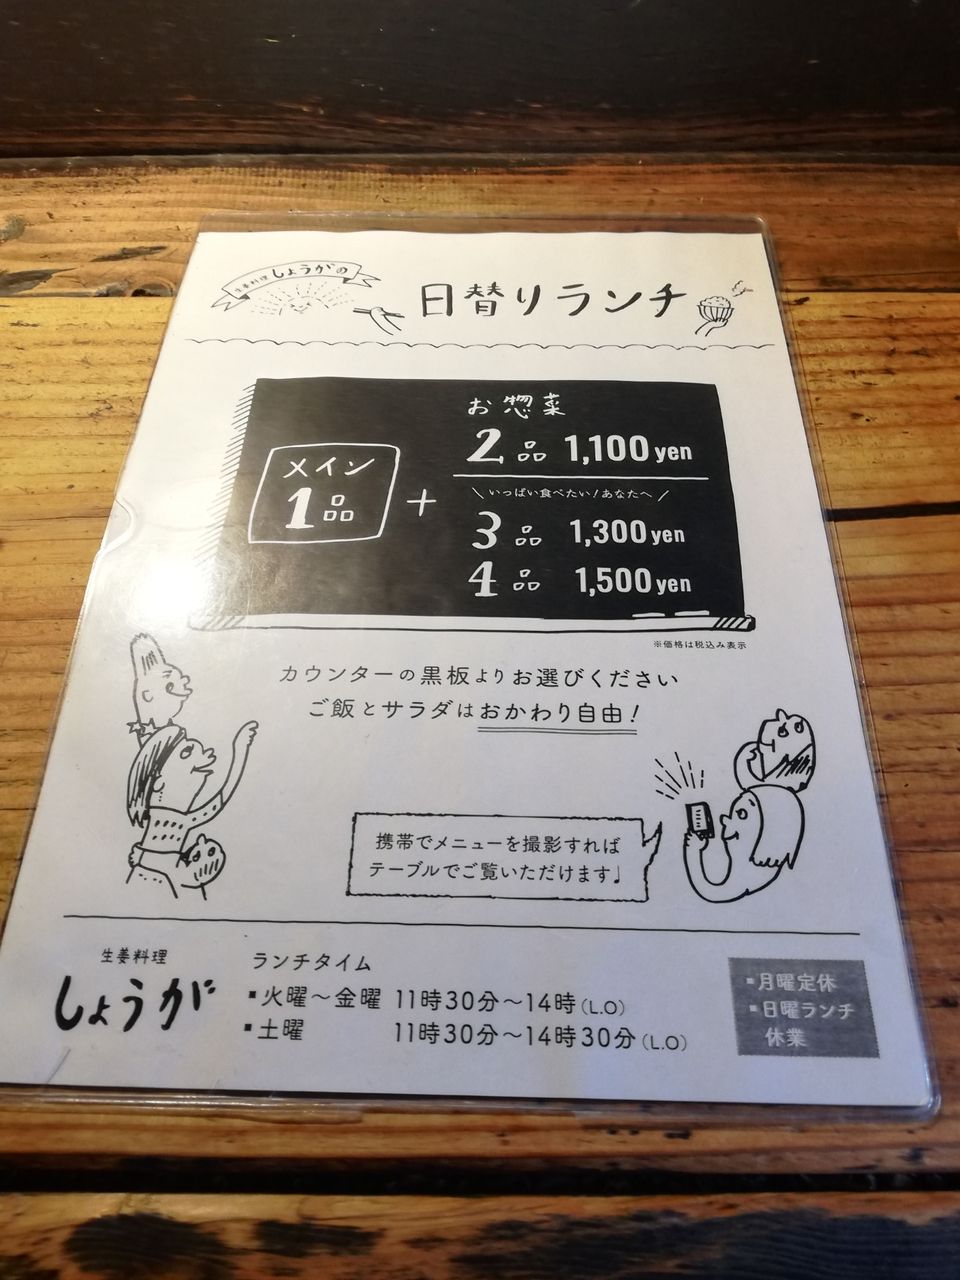 生姜料理 しょうがの
日替りランチ
メイン
1品
+
お惣菜
2品 1,100yen
＼いっぱい食べたい！あなたへ／
3品 1,300yen
4品 1,500yen
※価格は税込み表示
カウンターの黒板よりお選びください
ご飯とサラダはおかわり自由！
携帯でメニューを撮影すれば
テーブルでご覧いただけます♩
生姜料理
しょうが
ランチタイム
▪火曜～金曜 11時30分～14時(L.O)
▪土曜 11時30分～14時30分(L.O)
▪月曜定休
▪日曜ランチ
休業